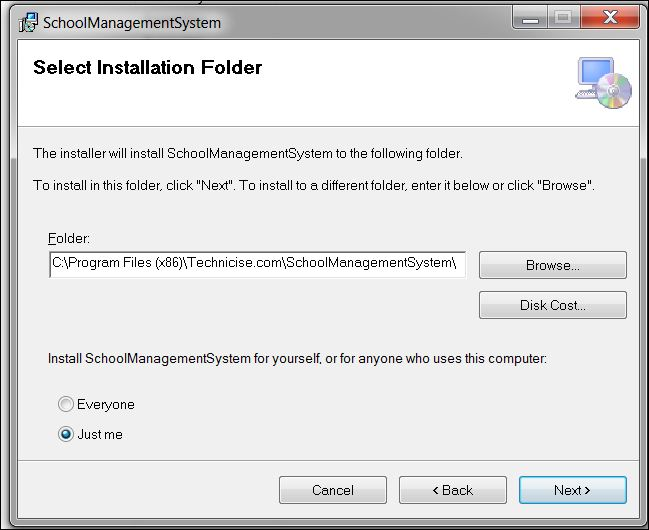 SchoolManagementSystem
Select Installation Folder
The installer will install SchoolManagementSystem to the following folder.
To install in this folder, click "Next". To install to a different folder, enter it below or click "Browse".
Folder:
C:\Program Files (x86)\Technicise.com\SchoolManagementSystem\
Browse...
Disk Cost...
Install SchoolManagementSystem for yourself, or for anyone who uses this computer:
Everyone
Just me
Cancel
< Back
Next >